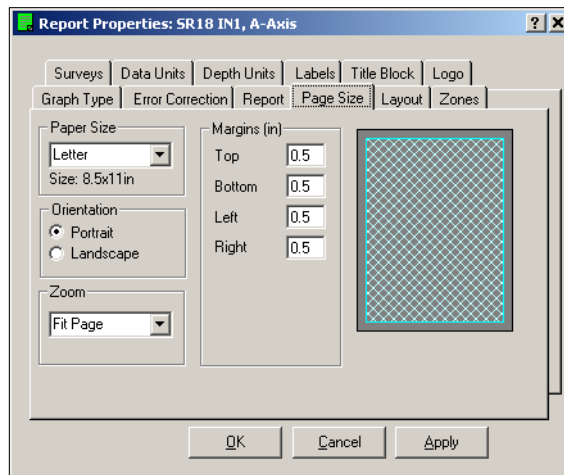 Report Properties: SR18 IN1, A-Axis
Surveys Data Units Depth Units Labels Title Block Logo
Graph Type Error Correction Report Page Size Layout Zones
Paper Size
Letter
Size: 8.5x11in
Orientation
Portrait
Landscape
Zoom
Fit Page
Margins (in)
Top 0.5
Bottom 0.5
Left 0.5
Right 0.5
OK Cancel Apply